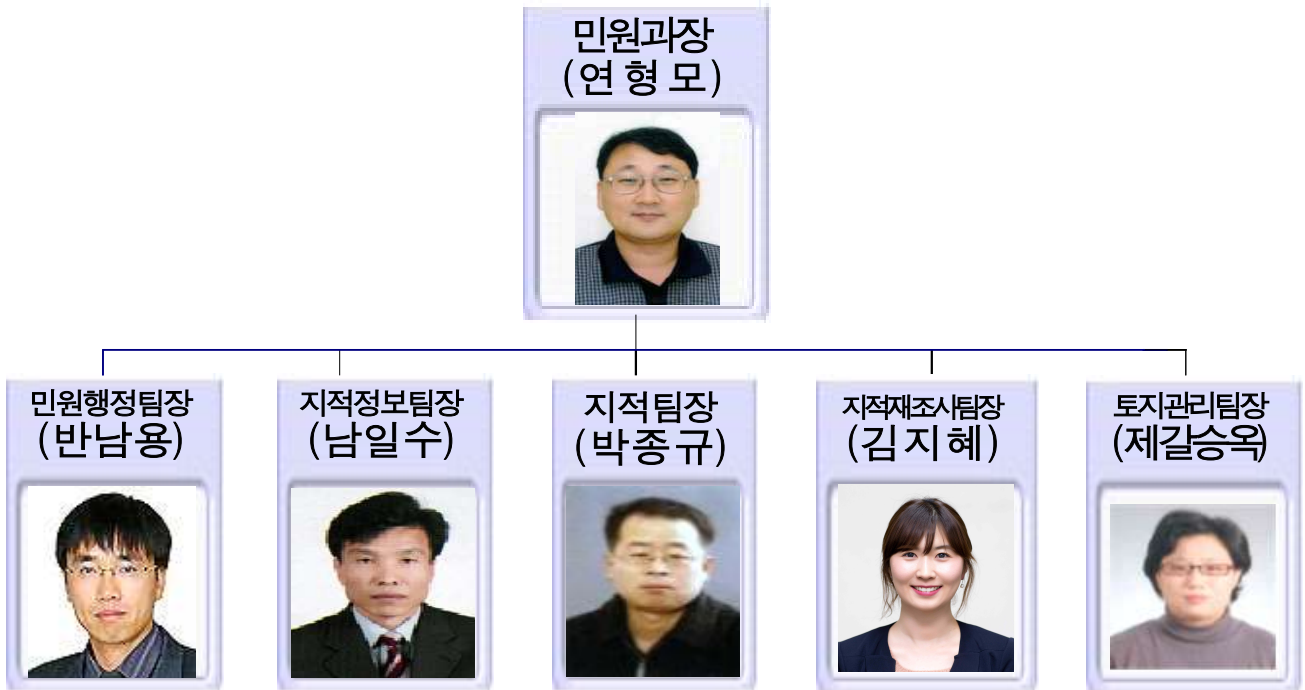 민원과장
(연형모)
민원행정팀장
(반남용)
지적정보팀장
(남일수)
지적팀장
(박종규)
지적재조사팀장
(김지혜)
토지관리팀장
(제갈승옥)